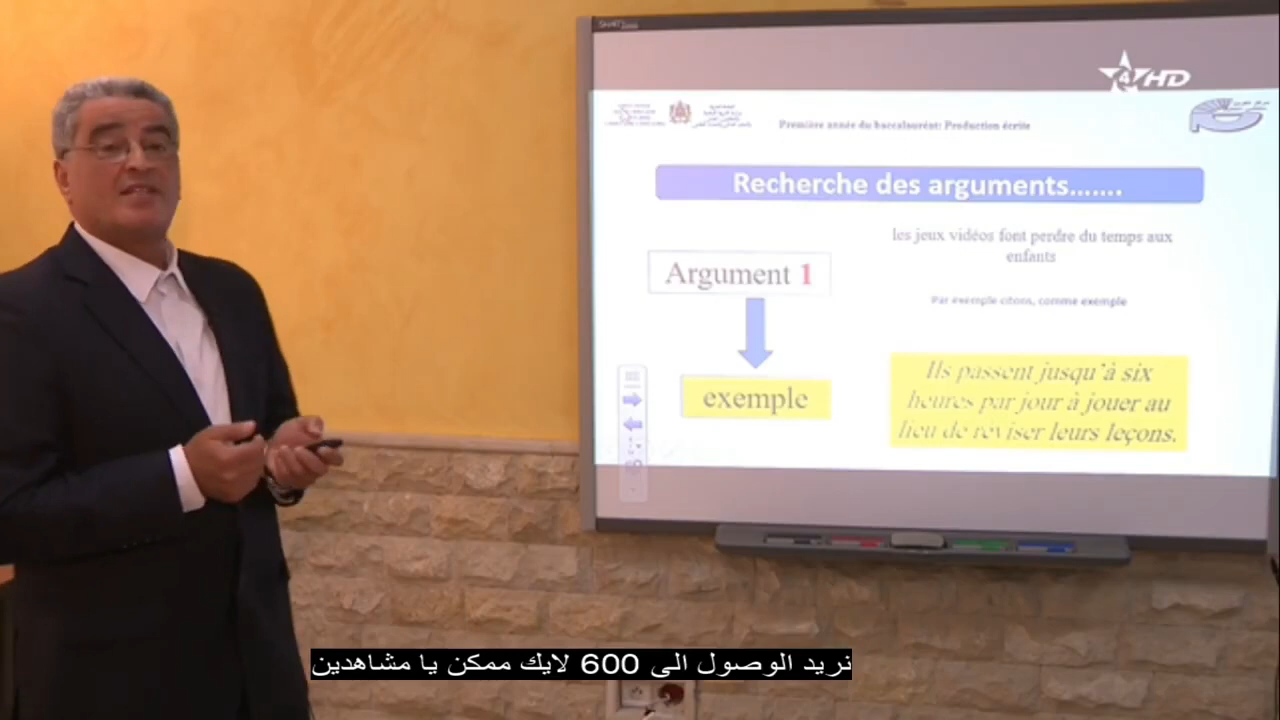 4 HD
Première année du baccalauréat: Production écrite
Recherche des arguments.......
les jeux vidéos font perdre du temps aux
enfants
Argument 1
Par exemple citons, comme exemple
exemple
Ils passent jusqu'à six
heures par jour à jouer au
lieu de réviser leurs leçons.
نريد الوصول الى 600 لايك ممكن يا مشاهدين